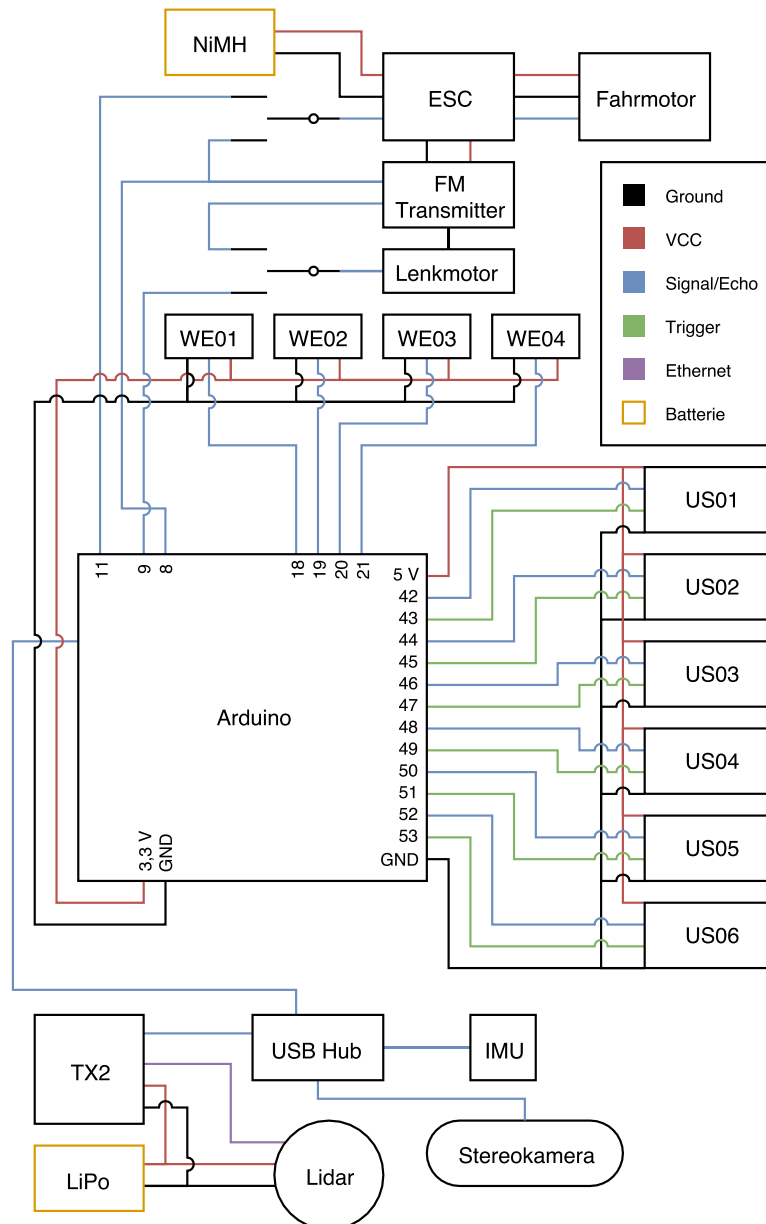 NiMH
ESC
Fahrmotor
FM
Transmitter
Lenkmotor
Ground
VCC
Signal/Echo
Trigger
Ethernet
Batterie
WE01
WE02
WE03
WE04
11
9
8
18
19
20
21
5 V
42
43
44
45
46
47
48
49
50
51
52
53
GND
Arduino
3,3 V
GND
US01
US02
US03
US04
US05
US06
TX2
USB Hub
IMU
LiPo
Lidar
Stereokamera